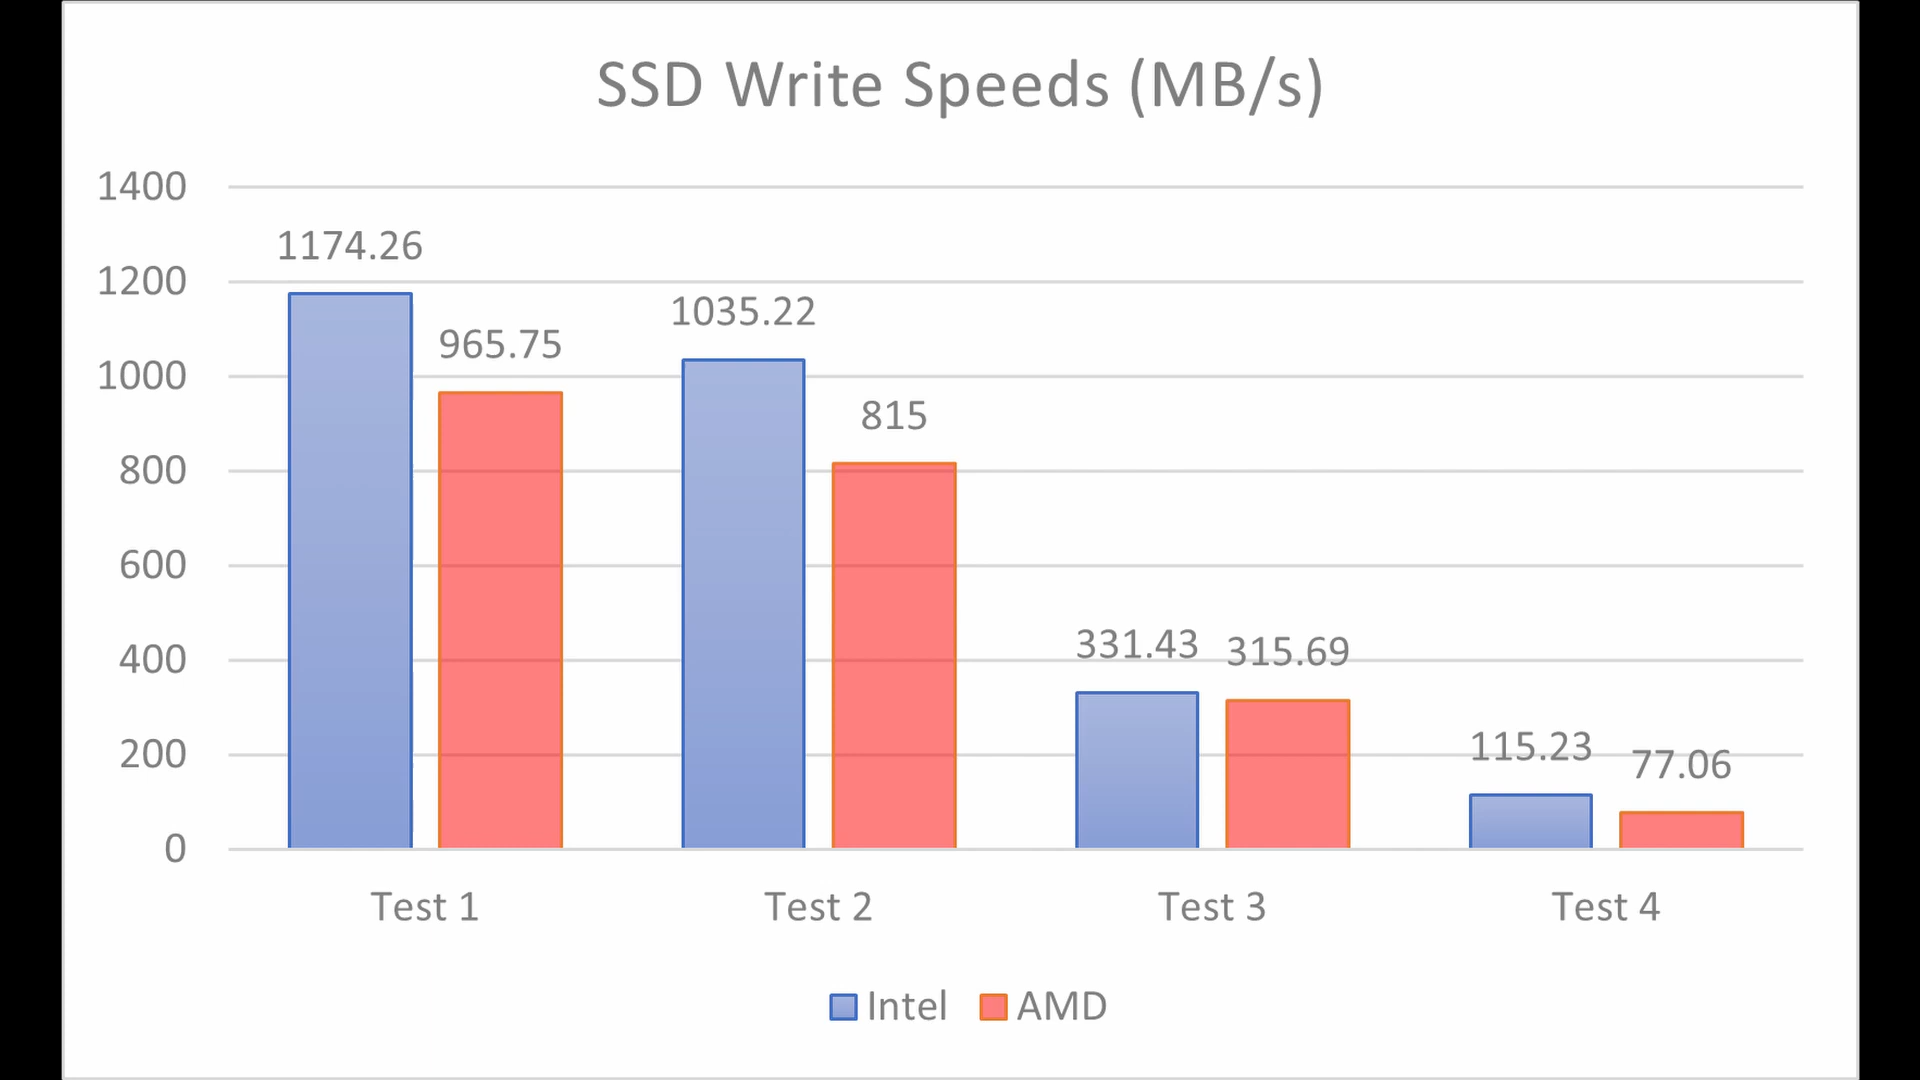 SSD Write Speeds (MB/s)
1400
1200
1000
800
600
400
200
0
1174.26
965.75
1035.22
815
331.43
315.69
115.23
77.06
Test 1
Test 2
Test 3
Test 4
Intel
AMD